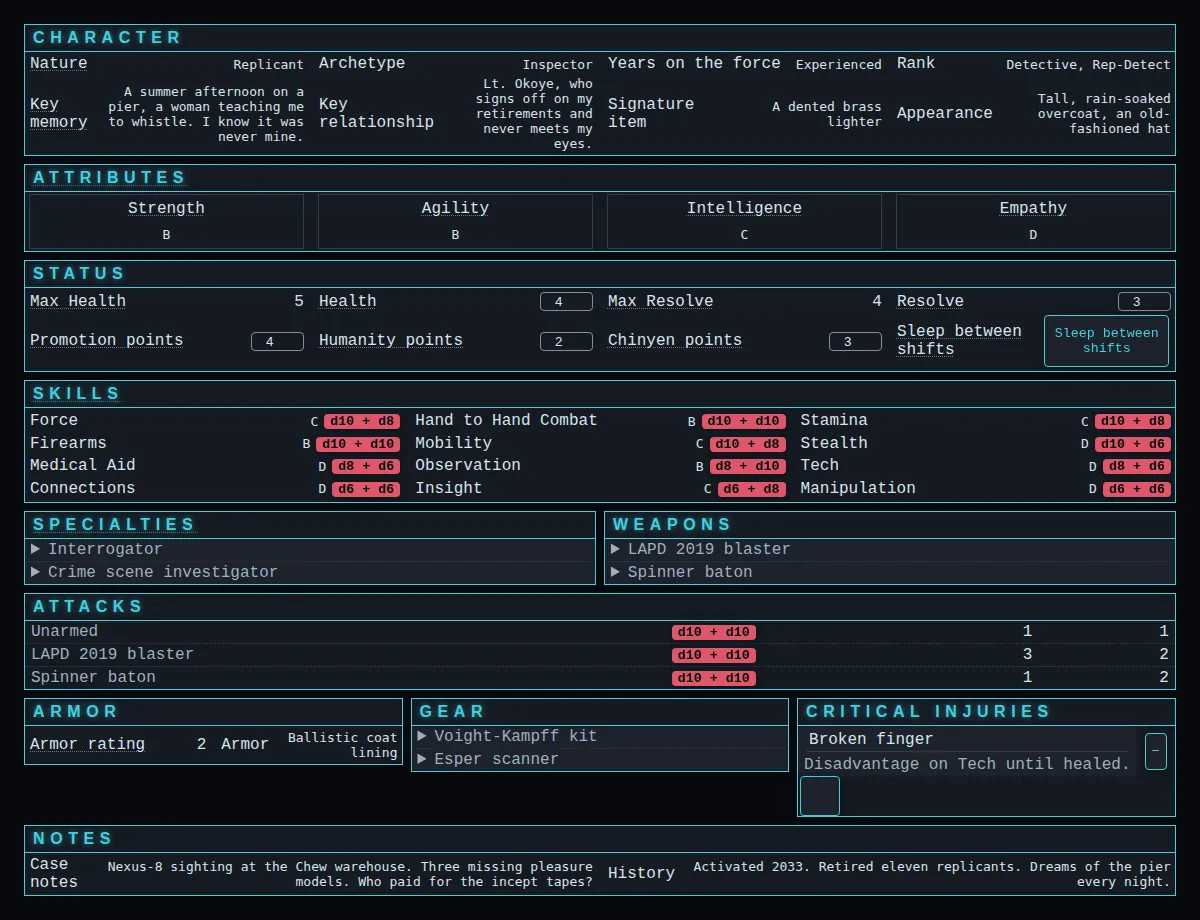 CHARACTER
Nature Replicant Archetype Inspector Years on the force Experienced Rank Detective, Rep-Detect
Key memory A summer afternoon on a pier, a woman teaching me to whistle. I know it was never mine.
Key relationship Lt. Okoye, who signs off on my retirements and never meets my eyes.
Signature item A dented brass lighter
Appearance Tall, rain-soaked overcoat, an old-fashioned hat
ATTRIBUTES
Strength Agility Intelligence Empathy
B B C D
STATUS
Max Health 5 Health 4 Max Resolve 4 Resolve 3
Promotion points 4 Humanity points 2 Chinyen points 3 Sleep between shifts Sleep between shifts
SKILLS
Force C d10 + d8 Hand to Hand Combat B d10 + d10 Stamina C d10 + d8
Firearms B d10 + d10 Mobility C d10 + d8 Stealth D d10 + d6
Medical Aid D d8 + d6 Observation B d8 + d10 Tech D d8 + d6
Connections D d6 + d6 Insight C d6 + d8 Manipulation D d6 + d6
SPECIALTIES
Interrogator
Crime scene investigator
WEAPONS
LAPD 2019 blaster
Spinner baton
ATTACKS
Unarmed d10 + d10 1 1
LAPD 2019 blaster d10 + d10 3 2
Spinner baton d10 + d10 1 2
ARMOR
Armor rating 2 Armor Ballistic coat lining
GEAR
Voight-Kampff kit
Esper scanner
CRITICAL INJURIES
Broken finger
−
Disadvantage on Tech until healed.
NOTES
Case notes Nexus-8 sighting at the Chew warehouse. Three missing pleasure models. Who paid for the incept tapes?
History Activated 2033. Retired eleven replicants. Dreams of the pier every night.